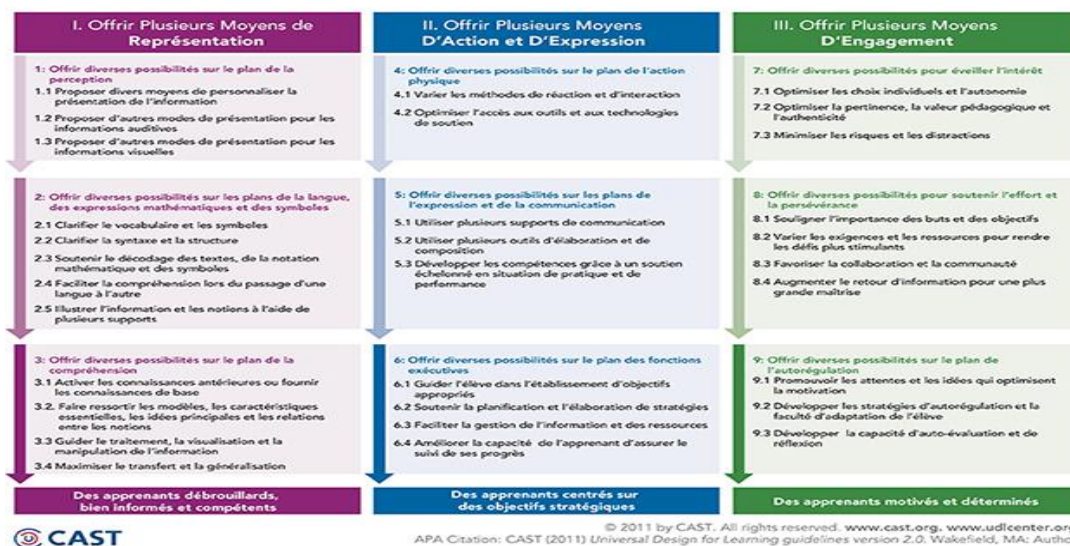 I. Offrir Plusieurs Moyens de
Représentation
1: Offrir diverses possibilités sur le plan de la
perception
1.1 Proposer divers moyens de personnaliser la
présentation de l'information
1.2 Proposer d'autres modes de présentation pour les
informations auditives
1.3 Proposer d'autres modes de présentation pour les
informations visuelles
2: Offrir diverses possibilités sur les plans de la langue,
des expressions mathématiques et des symboles
2.1 Clarifier le vocabulaire et les symboles
2.2 Clarifier la syntaxe et la structure
2.3 Soutenir le décodage des textes, de la notation
mathématique et des symboles
2.4 Faciliter la compréhension lors du passage d'une
langue à l'autre
2.5 Illustrer l'information et les notions à l'aide de
plusieurs supports
3: Offrir diverses possibilités sur le plan de la
compréhension
3.1 Activer les connaissances antérieures ou fournir
les connaissances de base
3.2. Faire ressortir les modèles, les caractéristiques
essentielles, les idées principales et les relations
entre les notions
3.3 Guider le traitement, la visualisation et la
manipulation de l'information
3.4 Maximiser le transfert et la généralisation
Des apprenants débrouillards,
bien informés et compétents
II. Offrir Plusieurs Moyens
D'Action et D'Expression
4: Offrir diverses possibilités sur le plan de l'action
physique
4.1 Varier les méthodes de réaction et d'interaction
4.2 Optimiser l'accès aux outils et aux technologies
de soutien
5: Offrir diverses possibilités sur les plans de
l'expression et de la communication
5.1 Utiliser plusieurs supports de communication
5.2 Utiliser plusieurs outils d'élaboration et de
composition
5.3 Développer les compétences grâce à un soutien
échelonné en situation de pratique et de
performance
6: Offrir diverses possibilités sur le plan des fonctions
exécutives
6.1 Guider l'élève dans l'établissement d'objectifs
appropriés
6.2 Soutenir la planification et l'élaboration de stratégies
6.3 Faciliter la gestion de l'information et des ressources
6.4 Améliorer la capacité de l'apprenant d'assurer le
suivi de ses progrès
Des apprenants centrés sur
des objectifs stratégiques
III. Offrir Plusieurs Moyens
D'Engagement
7: Offrir diverses possibilités pour éveiller l'intérêt
7.1 Optimiser les choix individuels et l'autonomie
7.2 Optimiser la pertinence, la valeur pédagogique et
l'authenticité
7.3 Minimiser les risques et les distractions
8: Offrir diverses possibilités pour soutenir l'effort et
la persévérance
8.1 Souligner l'importance des buts et des objectifs
8.2 Varier les exigences et les ressources pour rendre
les défis plus stimulants
8.3 Favoriser la collaboration et la communauté
8.4 Augmenter le retour d'information pour une plus
grande maîtrise
9: Offrir diverses possibilités sur le plan de
l'autorégulation
9.1 Promouvoir les attentes et les idées qui optimisent
la motivation
9.2 Développer les stratégies d'autorégulation et la
faculté d'adaptation de l'élève
9.3 Développer la capacité d'auto-évaluation et de
réflexion
Des apprenants motivés et déterminés
CAST
© 2011 by CAST. All rights reserved. www.cast.org, www.udlcenter.org
APA Citation: CAST (2011) Universal Design for Learning guidelines version 2.0. Wakefield, MA: Autho